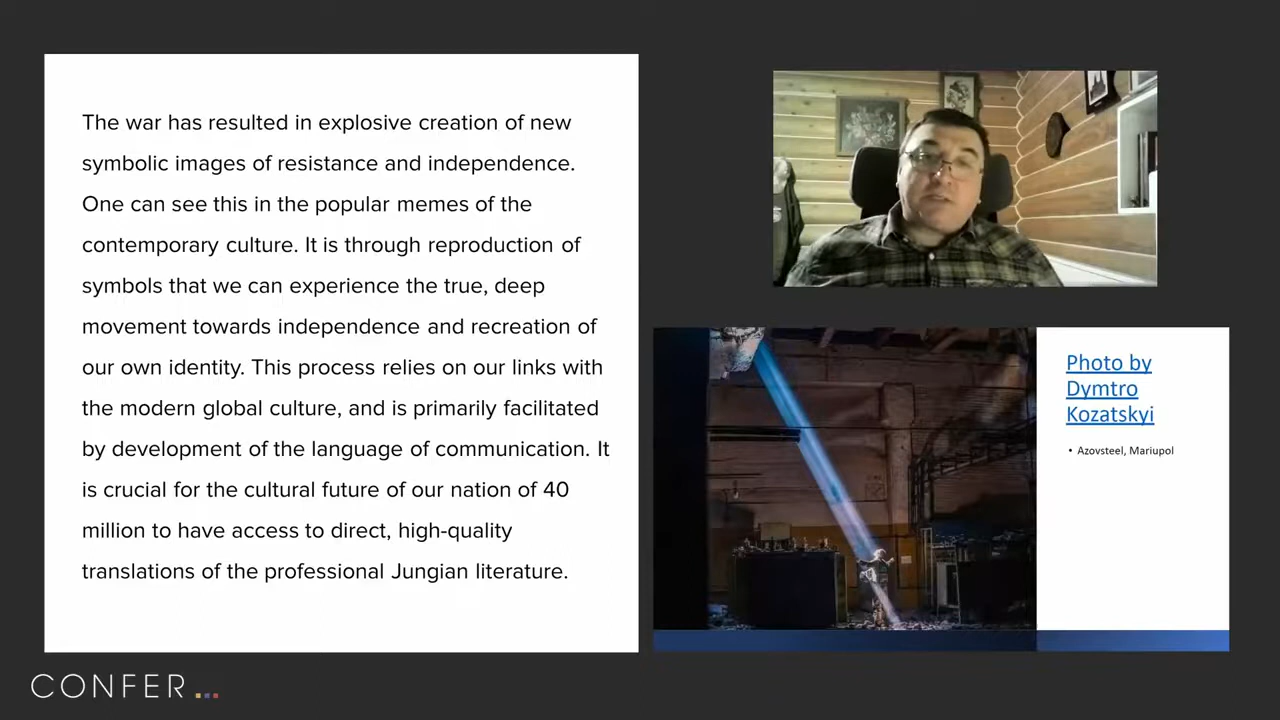 The war has resulted in explosive creation of new
symbolic images of resistance and independence.
One can see this in the popular memes of the
contemporary culture. It is through reproduction of
symbols that we can experience the true, deep
movement towards independence and recreation of
our own identity. This process relies on our links with
the modern global culture, and is primarily facilitated
by development of the language of communication. It
is crucial for the cultural future of our nation of 40
million to have access to direct, high-quality
translations of the professional Jungian literature.
Photo by
Dymtro
Kozatskyi
• Azovsteel, Mariupol
CONFER...